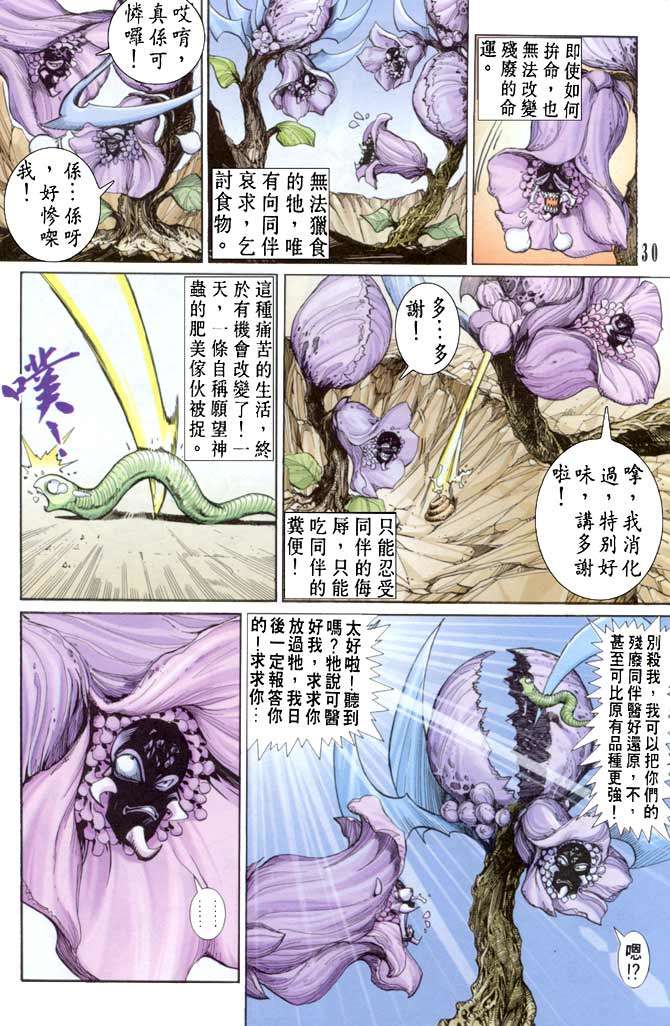 即使如何
拚命，也
無法改變
殘廢的命
運。
30
無法獵食
的牠，唯
有向同伴
哀求，乞
討食物。
哎唷，
真係可
憐囉！
係…係呀
，好慘㗎
我！
多…多
謝！
拿，我消化
過，特別好
味，講多謝
啦！
只能忍受
同伴的侮
辱，只能
吃同伴的
糞便！
這種痛苦的生活，終
於有機會改變了！一
天，一條自稱願望神
蟲的肥美傢伙被捉。
噗！
別殺我，我可以把你們的
殘廢同伴醫好還原，不，
甚至可比原有品種更強！
嗯!?
太好啦！聽到
嗎？牠說可醫
好我，求求你
放過牠，我日
後一定報答你
的！求求你…
……